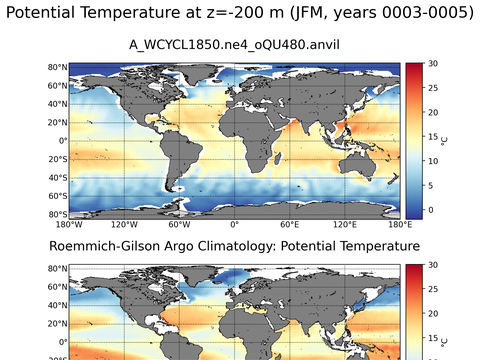 Potential Temperature at z=-200 m (JFM, years 0003-0005)
A_WCYCL1850.ne4_oQU480.anvil
80°N
60°N
40°N
20°N
0°
20°S
40°S
60°S
80°S
180°W 120°W 60°W 0° 60°E 120°E 180°E
30
25
20
15
10
5
0
°C
Roemmich-Gilson Argo Climatology: Potential Temperature
80°N
60°N
40°N
20°N
0°
20°S
30
25
20
15
10
°C